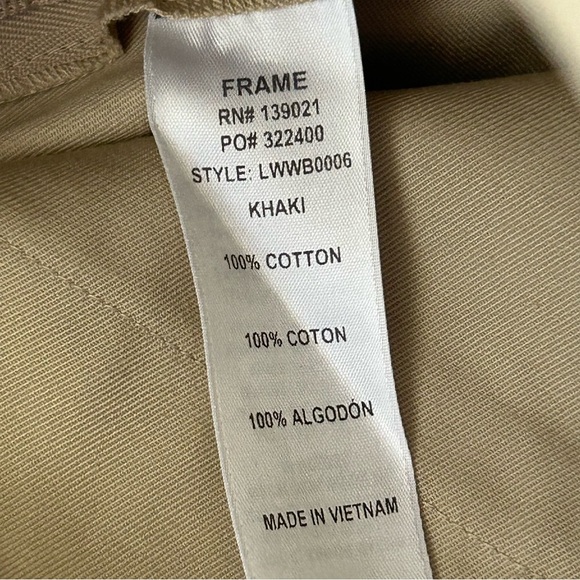 FRAME
RN# 139021
PO# 322400
STYLE: LWWB0006
KHAKI
100% COTTON
100% COTON
100% ALGODÓN
MADE IN VIETNAM